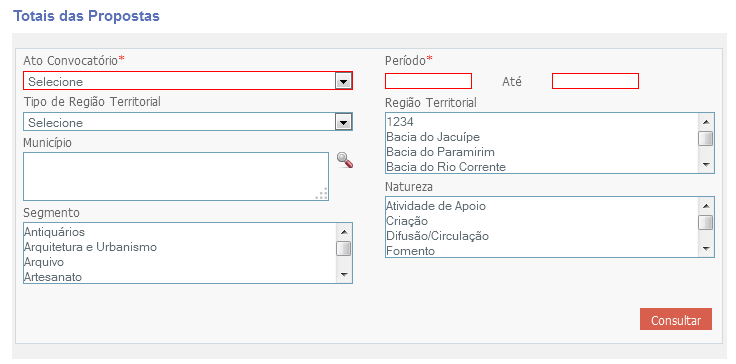 Totais das Propostas
Ato Convocatório*
Selecione
Período*
Até
Tipo de Região Territorial
Selecione
Região Territorial
1234
Bacia do Jacuípe
Bacia do Paramirim
Bacia do Rio Corrente
Município
Natureza
Atividade de Apoio
Criação
Difusão/Circulação
Fomento
Segmento
Antiquários
Arquitetura e Urbanismo
Arquivo
Artesanato
Consultar